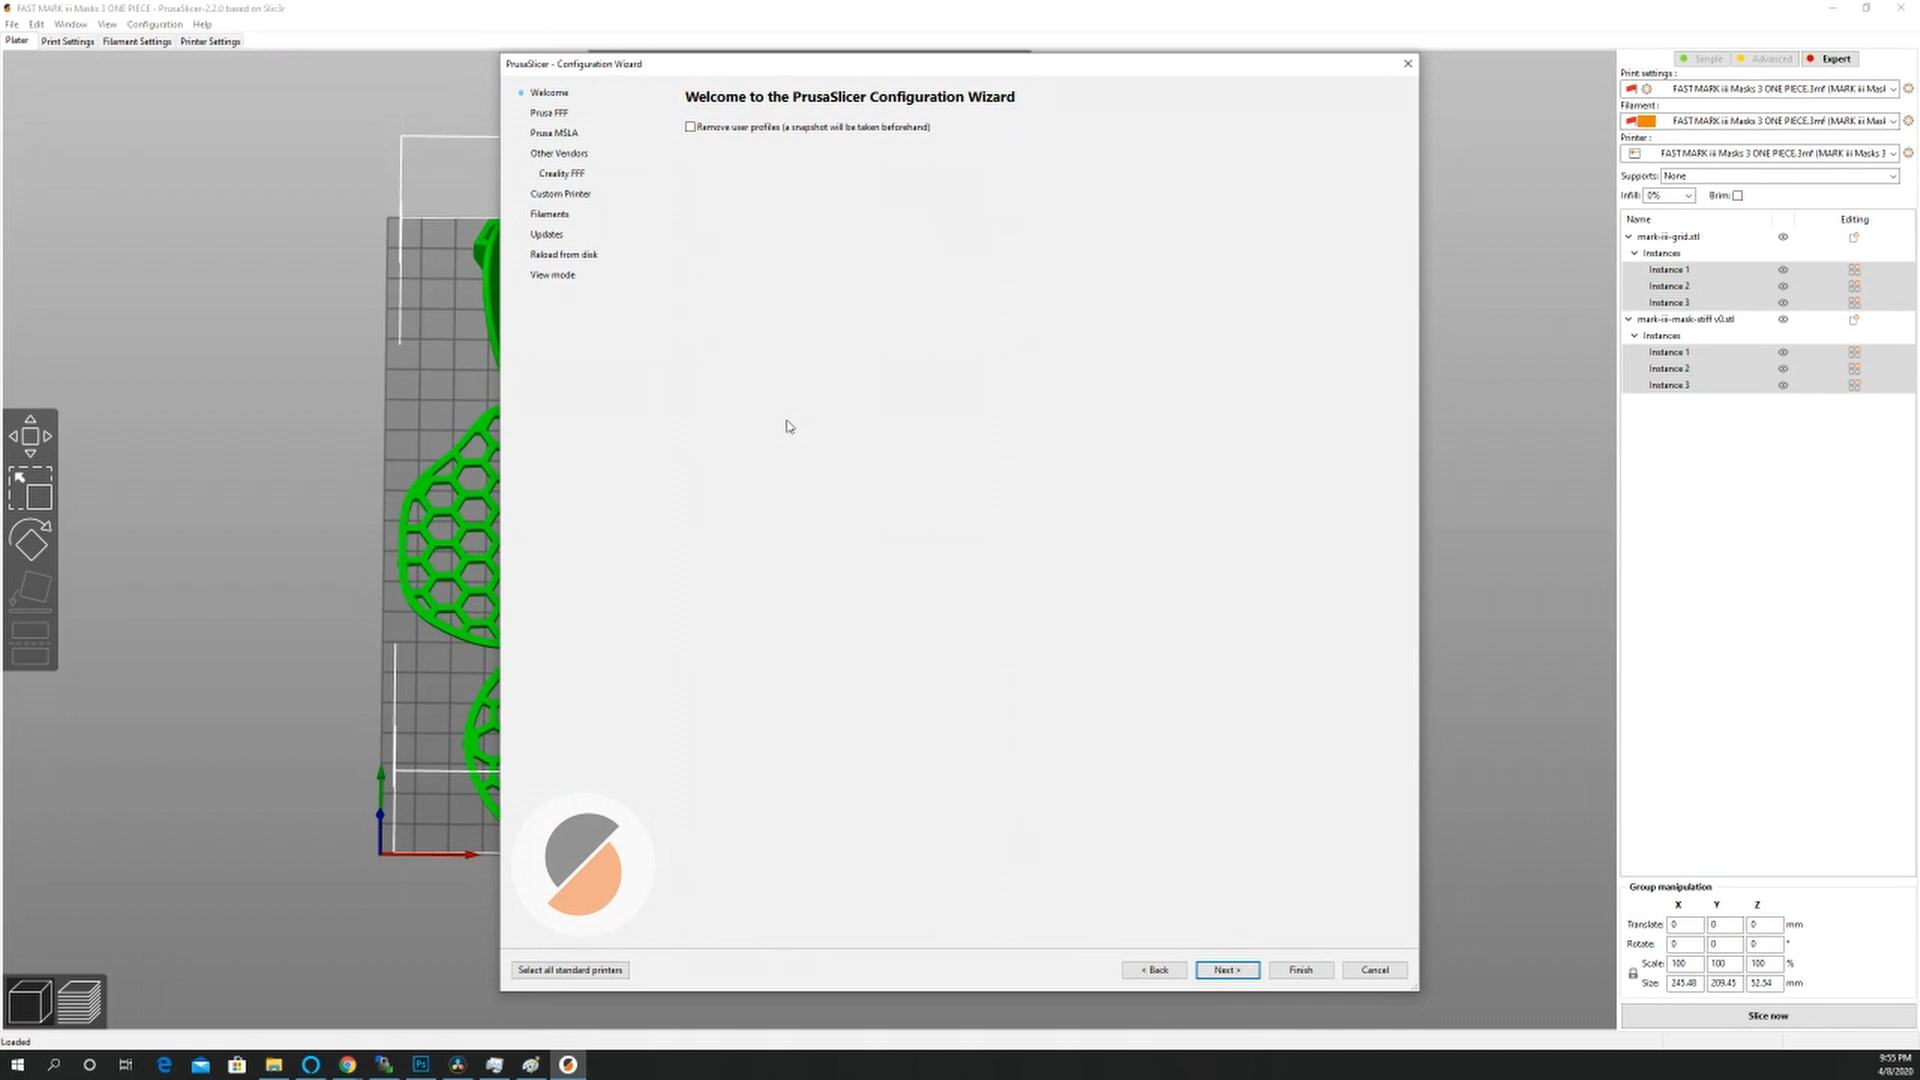 FAST MARK iii Masks 3 ONE PIECE - PrusaSlicer-2.2.0 based on Slic3r
File Edit Window View Configuration Help
Plater Print Settings Filament Settings Printer Settings
PrusaSlicer - Configuration Wizard
Welcome
Prusa FFF
Prusa MSLA
Other Vendors
Creality FFF
Custom Printer
Filaments
Updates
Reload from disk
View mode
Welcome to the PrusaSlicer Configuration Wizard
Remove user profiles (a snapshot will be taken beforehand)
Select all standard printers
< Back Next > Finish Cancel
Simple Advanced Expert
Print settings :
FAST MARK iii Masks 3 ONE PIECE.3mf (MARK iii Mask
Filament :
FAST MARK iii Masks 3 ONE PIECE.3mf (MARK iii Mask
Printer :
FAST MARK iii Masks 3 ONE PIECE.3mf (MARK iii Masks 3
Supports: None
Infill: 0% Brim:
Name Editing
mark-iii-grid.stl
Instances
Instance 1
Instance 2
Instance 3
mark-iii-mask-stiff v0.stl
Instances
Instance 1
Instance 2
Instance 3
Group manipulation
X Y Z
Translate: 0 0 0 mm
Rotate: 0 0 0 °
Scale: 100 100 100 %
Size: 245.48 209.45 52.54 mm
Slice now
Loaded
Ps
9:55 PM
4/8/2020